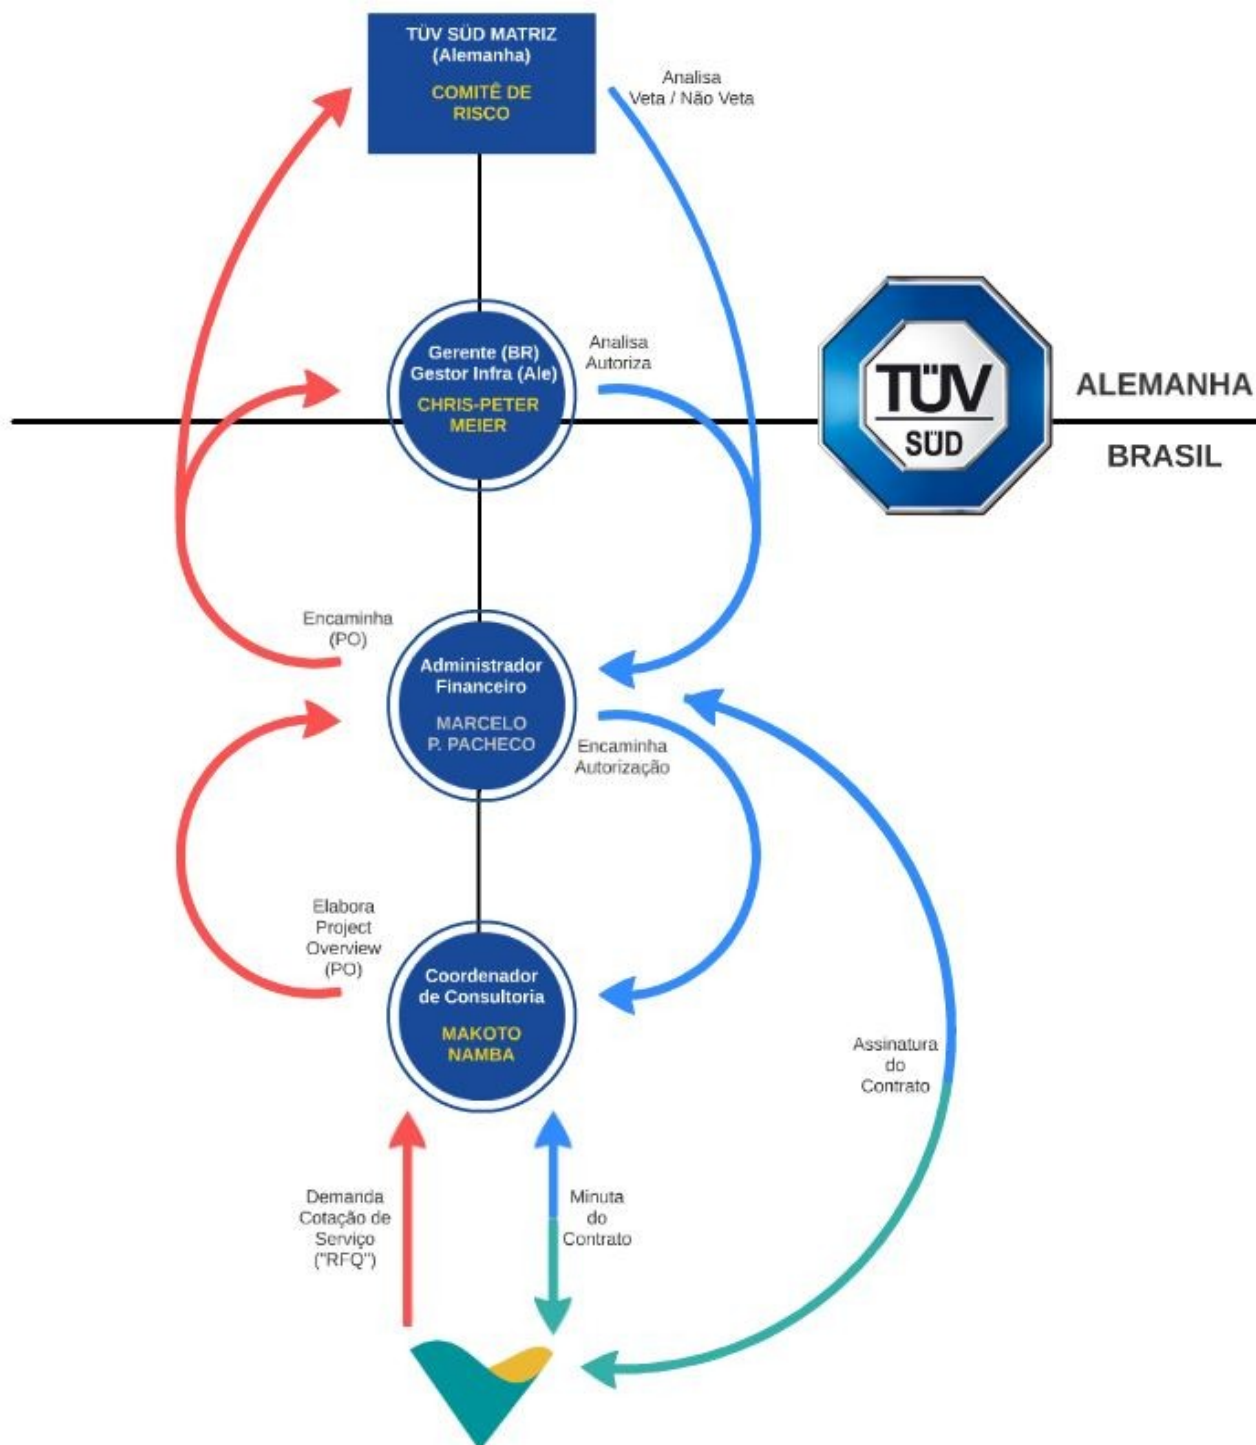 TÜV SÜD MATRIZ
(Alemanha)
COMITÊ DE
RISCO
Analisa
Veta / Não Veta
Gerente (BR)
Gestor Infra (Ale)
CHRIS-PETER
MEIER
Analisa
Autoriza
TÜV
SÜD
ALEMANHA
BRASIL
Encaminha
(PO)
Administrador
Financeiro
MARCELO
P. PACHECO
Encaminha
Autorização
Elabora
Project
Overview
(PO)
Coordenador
de Consultoria
MAKOTO
NAMBA
Assinatura
do
Contrato
Demanda
Cotação de
Serviço
("RFQ")
Minuta
do
Contrato